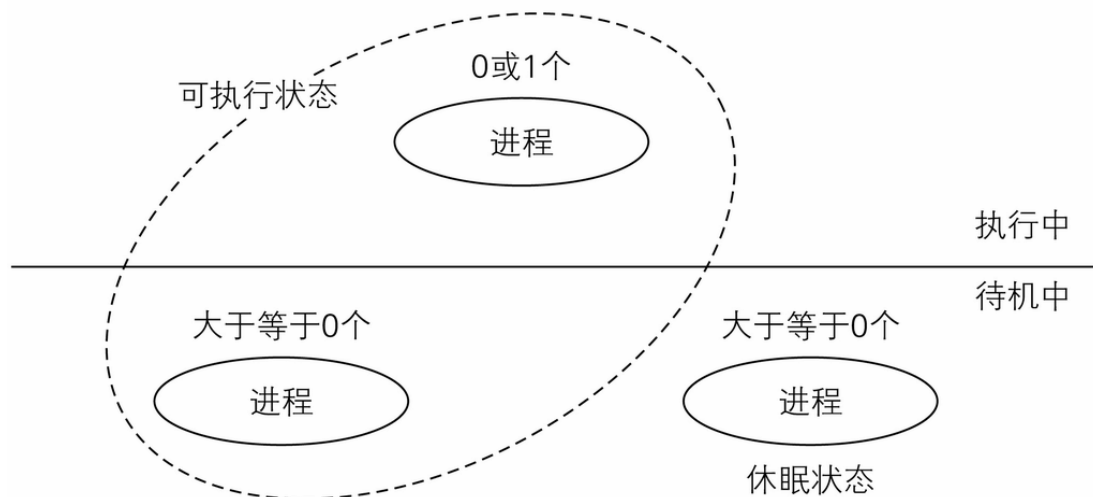 0或1个
可执行状态
进程
执行中
待机中
大于等于0个
大于等于0个
进程
进程
休眠状态